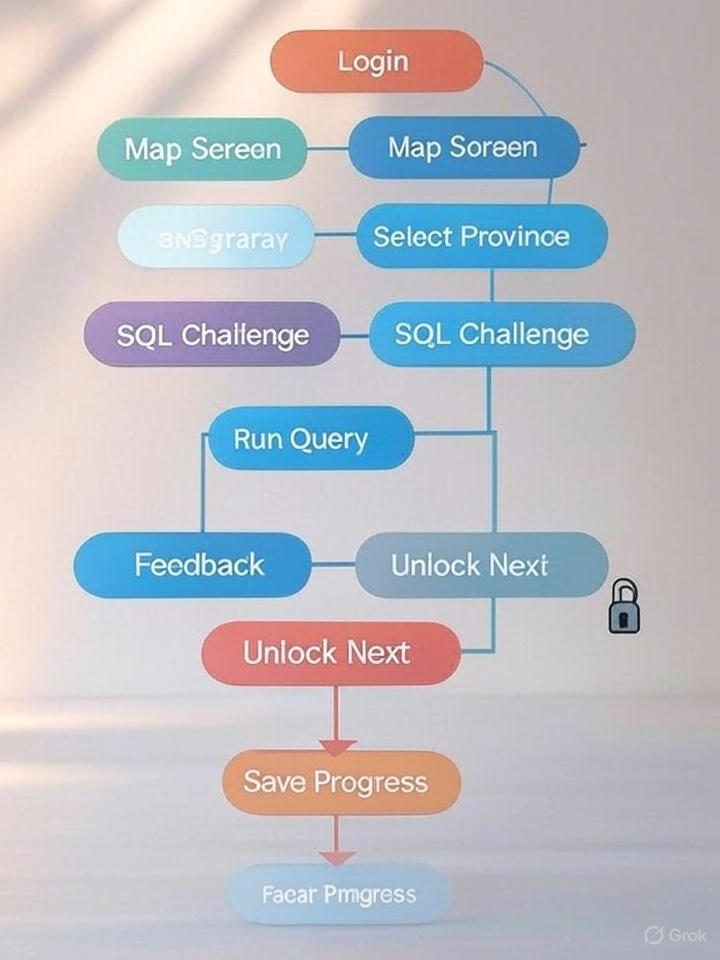 Login
Map Sereen
Map Soreen
Select Province
SQL Challenge
SQL Challenge
Run Query
Feedback
Unlock Next
Unlock Next
Save Progress
Facar Pmgress
Grok